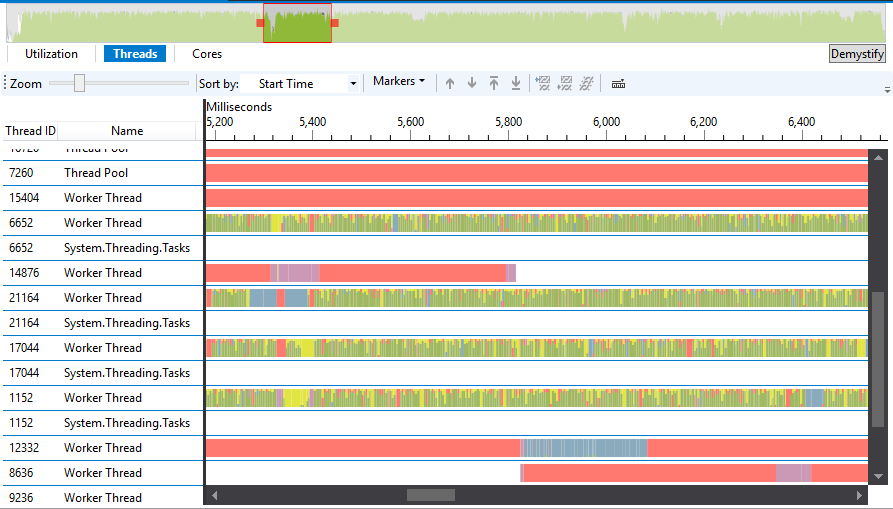 Utilization Threads Cores Demystify
Zoom Sort by: Start Time Markers
Milliseconds
Thread ID Name 5,200 5,400 5,600 5,800 6,000 6,200 6,400
Thread Pool
7260 Thread Pool
15404 Worker Thread
6652 Worker Thread
6652 System.Threading.Tasks
14876 Worker Thread
21164 Worker Thread
21164 System.Threading.Tasks
17044 Worker Thread
17044 System.Threading.Tasks
1152 Worker Thread
1152 System.Threading.Tasks
12332 Worker Thread
8636 Worker Thread
9236 Worker Thread